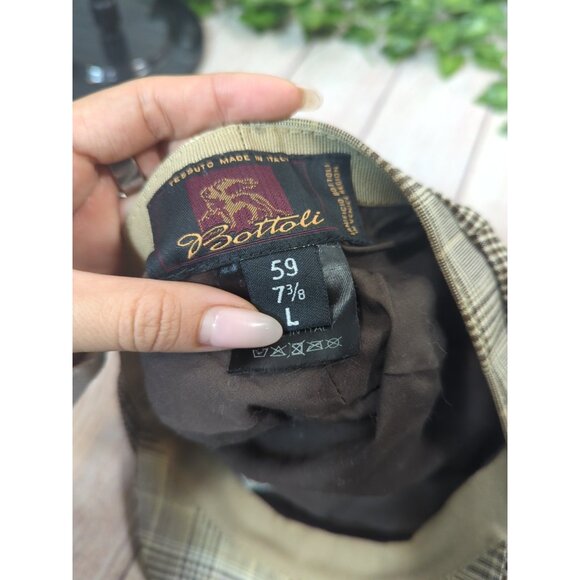 TESSUTO MADE IN ITALY
Bottoli
59
7 3/8
L